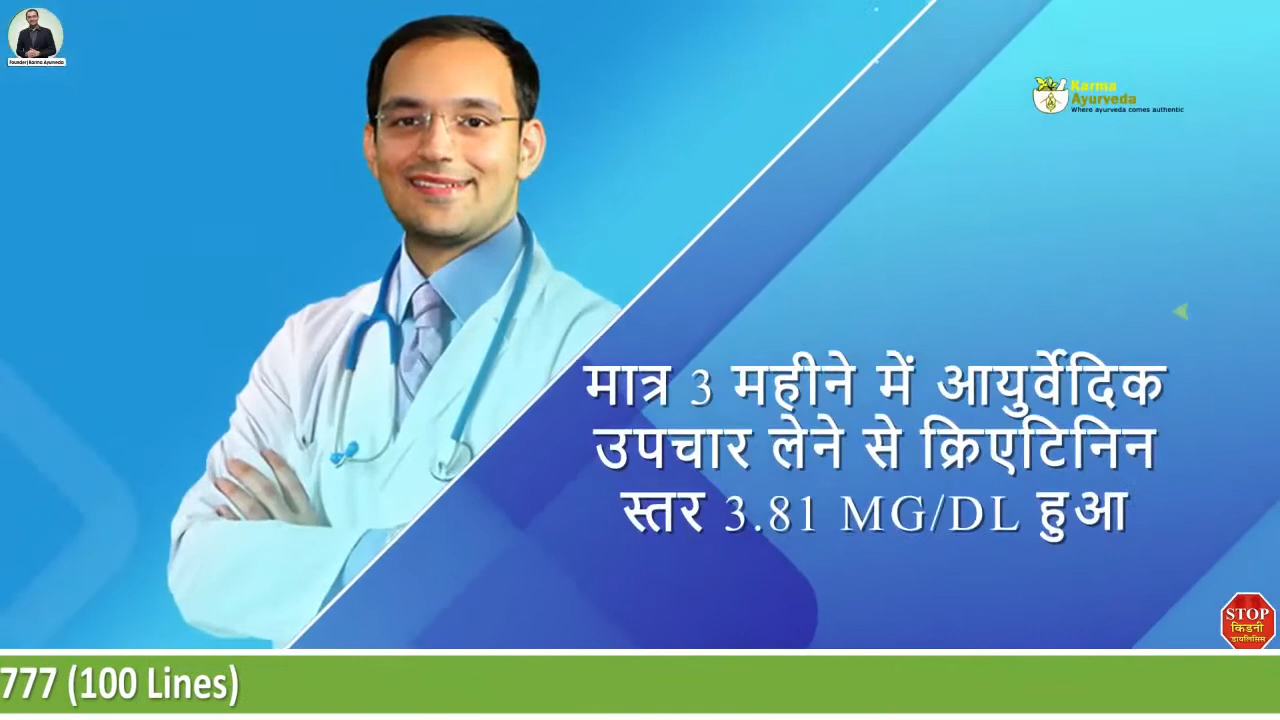 Founder|Karma Ayurveda
Karma
Ayurveda
Where ayurveda comes authentic
मात्र 3 महीने में आयुर्वेदिक
उपचार लेने से क्रिएटिनिन
स्तर 3.81 MG/DL हुआ
STOP
किडनी
डायलिसिस
777 (100 Lines)